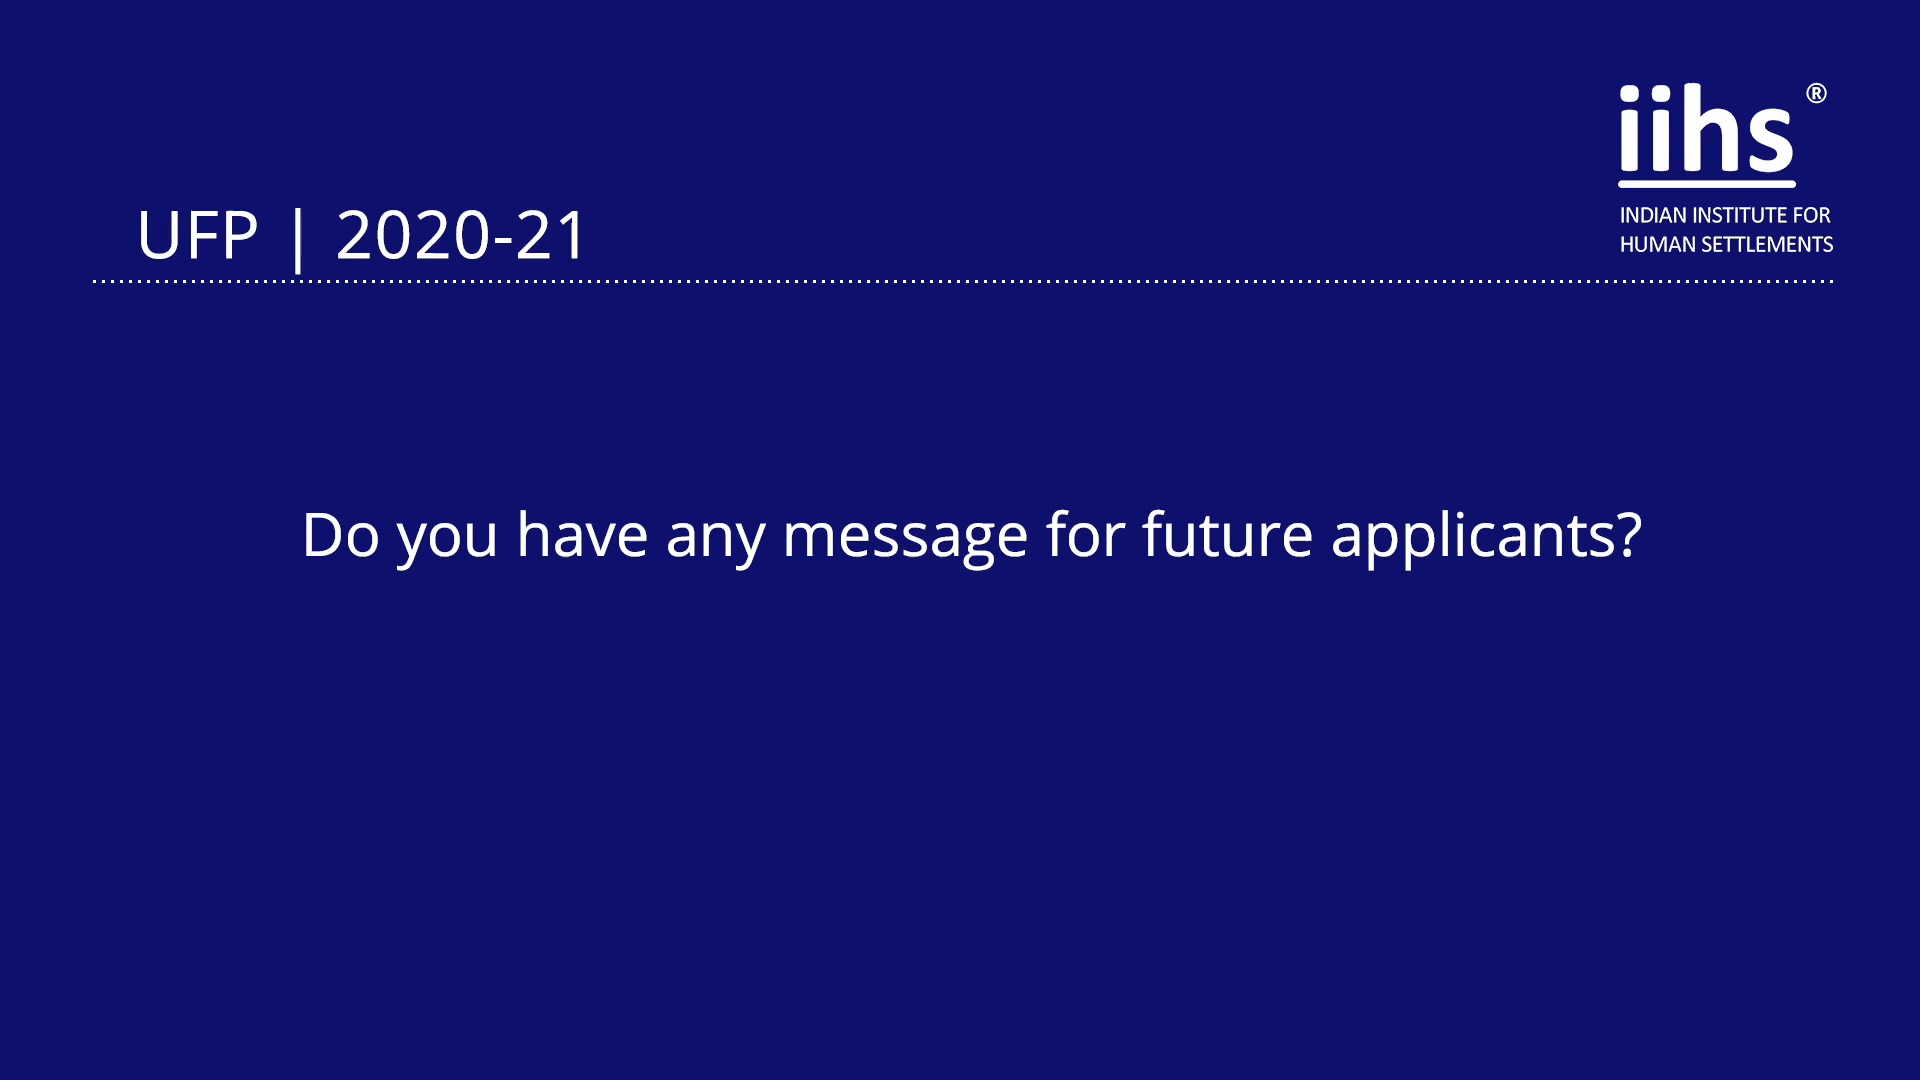 iihs®
INDIAN INSTITUTE FOR
HUMAN SETTLEMENTS
UFP | 2020-21
Do you have any message for future applicants?